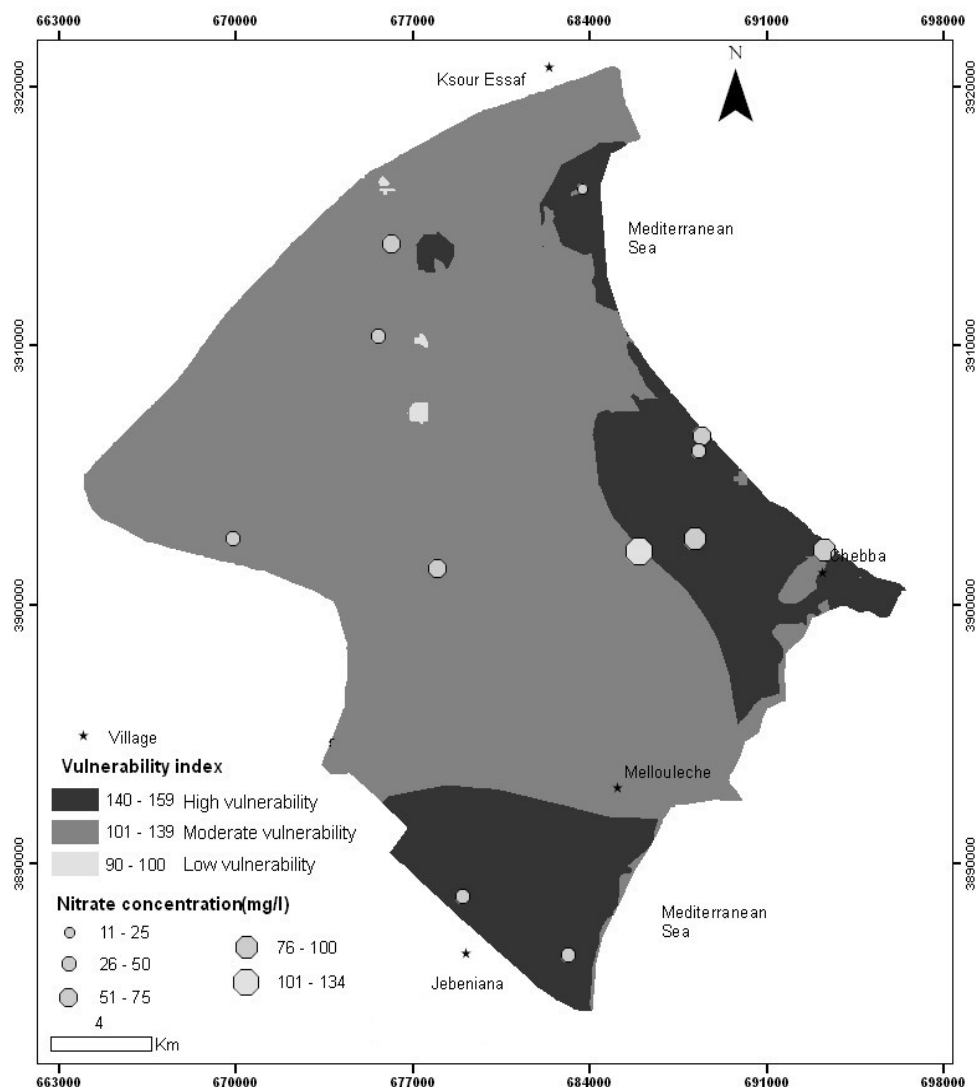 663000 670000 677000 684000 691000 698000
3920000 3920000
Ksour Essaf
N
Mediterranean
Sea
3910000 3910000
Chebba
3900000 3900000
Village
Mellouleche
Vulnerability index
140 - 159 High vulnerability
101 - 139 Moderate vulnerability
90 - 100 Low vulnerability
3890000 3890000
Nitrate concentration(mg/l)
11 - 25
26 - 50
51 - 75
76 - 100
101 - 134
Mediterranean
Sea
Jebeniana
4
Km
663000 670000 677000 684000 691000 698000